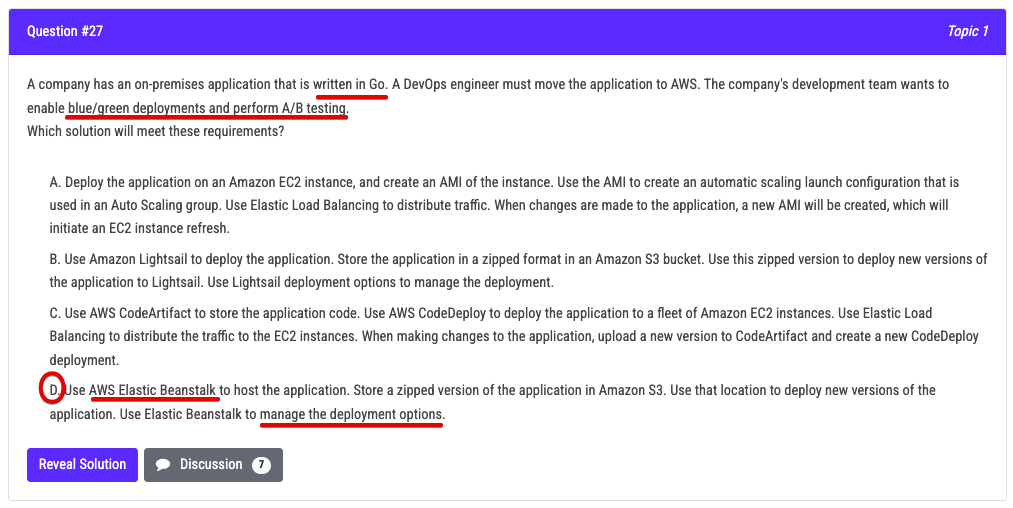 Question #27
Topic 1
A company has an on-premises application that is written in Go. A DevOps engineer must move the application to AWS. The company's development team wants to
enable blue/green deployments and perform A/B testing.
Which solution will meet these requirements?
A. Deploy the application on an Amazon EC2 instance, and create an AMI of the instance. Use the AMI to create an automatic scaling launch configuration that is
used in an Auto Scaling group. Use Elastic Load Balancing to distribute traffic. When changes are made to the application, a new AMI will be created, which will
initiate an EC2 instance refresh.
B. Use Amazon Lightsail to deploy the application. Store the application in a zipped format in an Amazon S3 bucket. Use this zipped version to deploy new versions of
the application to Lightsail. Use Lightsail deployment options to manage the deployment.
C. Use AWS CodeArtifact to store the application code. Use AWS CodeDeploy to deploy the application to a fleet of Amazon EC2 instances. Use Elastic Load
Balancing to distribute the traffic to the EC2 instances. When making changes to the application, upload a new version to CodeArtifact and create a new CodeDeploy
deployment.
D. Use AWS Elastic Beanstalk to host the application. Store a zipped version of the application in Amazon S3. Use that location to deploy new versions of the
application. Use Elastic Beanstalk to manage the deployment options.
Reveal Solution
Discussion 7